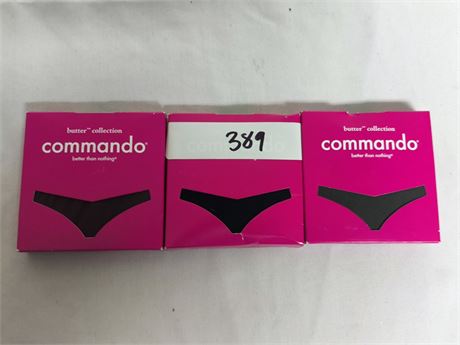 butter™ collection
commando®
better than nothing®
389
butter™ collection
commando®
better than nothing®